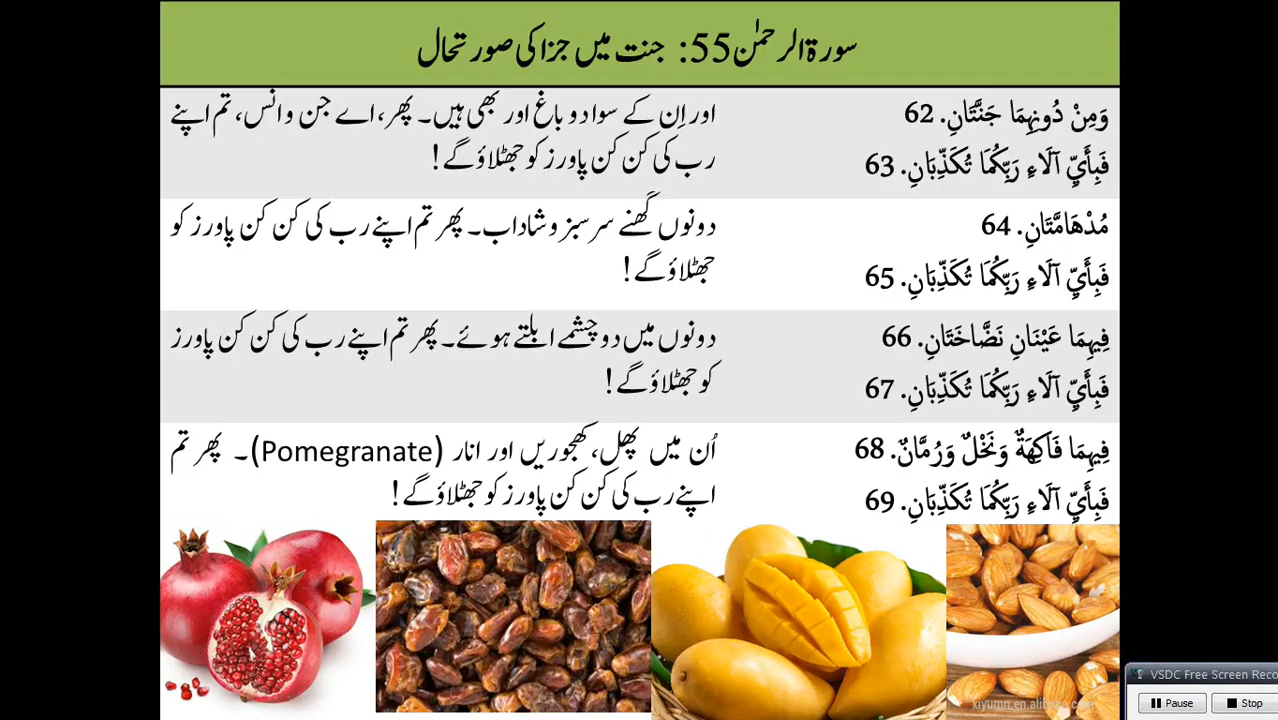 سورۃ الرحمٰن 55: جنت میں جزا کی صورتحال
وَمِنْ دُونِهِمَا جَنَّتَانِ. 62
فَبِأَيِّ آلَاءِ رَبِّكُمَا تُكَذِّبَانِ. 63
اور اِن کے سوا دو باغ اور بھی ہیں۔ پھر، اے جن و انس، تم اپنے
رب کی کن کن پاورز کو جھٹلاؤ گے!
مُدْهَامَّتَانِ. 64
فَبِأَيِّ آلَاءِ رَبِّكُمَا تُكَذِّبَانِ. 65
دونوں گھنے سرسبز و شاداب۔ پھر تم اپنے رب کی کن کن پاورز کو
جھٹلاؤ گے!
فِيهِمَا عَيْنَانِ نَضَّاخَتَانِ. 66
فَبِأَيِّ آلَاءِ رَبِّكُمَا تُكَذِّبَانِ. 67
دونوں میں دو چشمے ابلتے ہوئے۔ پھر تم اپنے رب کی کن کن پاورز
کو جھٹلاؤ گے!
فِيهِمَا فَاكِهَةٌ وَنَخْلٌ وَرُمَّانٌ. 68
فَبِأَيِّ آلَاءِ رَبِّكُمَا تُكَذِّبَانِ. 69
اُن میں پھل، کھجوریں اور انار (Pomegranate)۔ پھر تم
اپنے رب کی کن کن پاورز کو جھٹلاؤ گے!
xiyumn.en.alibaba.com
VSDC Free Screen Reco
Pause Stop